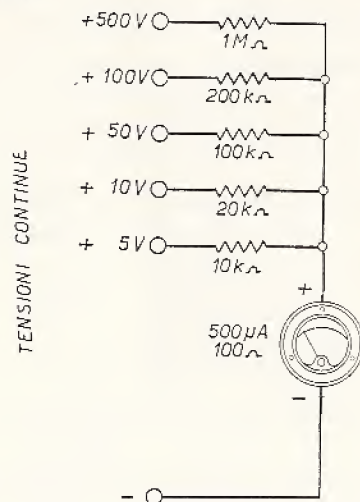 +500V
1MΩ
+ 100V
200kΩ
+ 50V
100kΩ
+ 10V
20kΩ
+ 5V
10kΩ
TENSIONI CONTINUE
+
500µA
100Ω
-
-